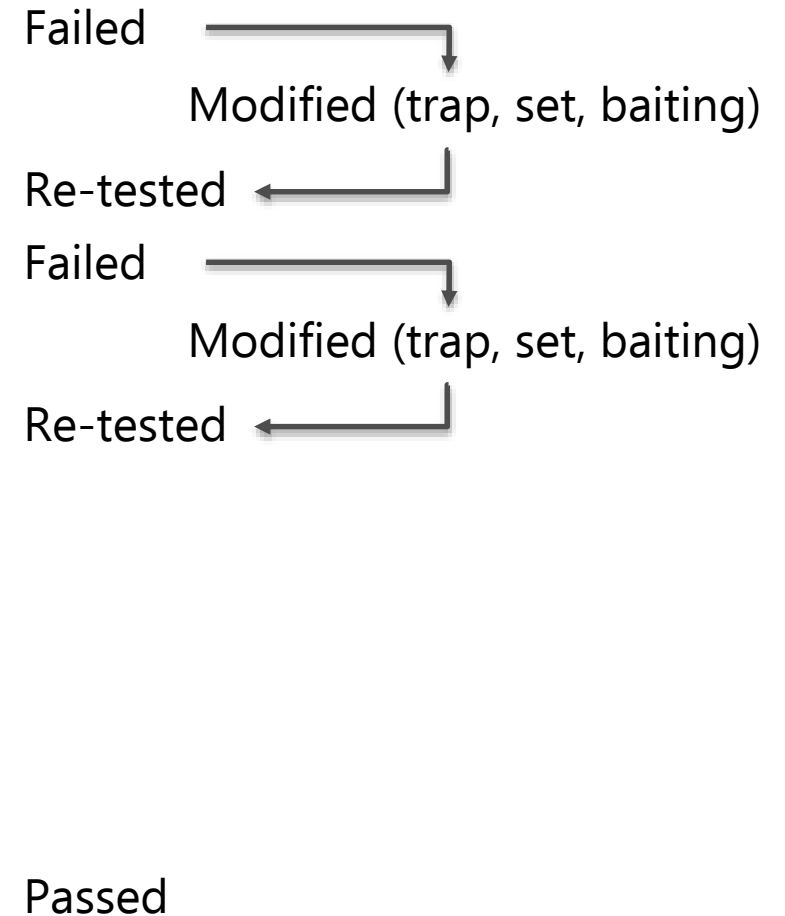 Failed
Modified (trap, set, baiting)
Re-tested
Failed
Modified (trap, set, baiting)
Re-tested
Passed